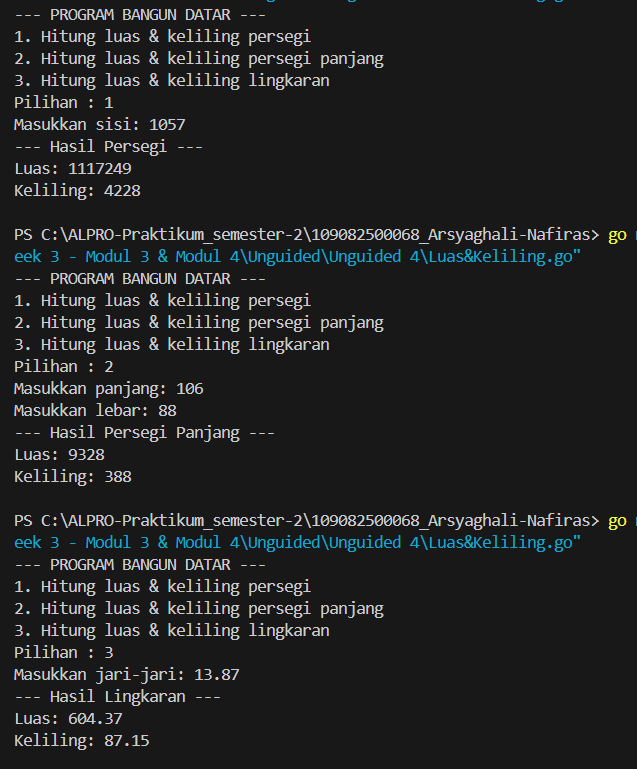 --- PROGRAM BANGUN DATAR ---
1. Hitung luas & keliling persegi
2. Hitung luas & keliling persegi panjang
3. Hitung luas & keliling lingkaran
Pilihan : 1
Masukkan sisi: 1057
--- Hasil Persegi ---
Luas: 1117249
Keliling: 4228
PS C:\ALPRO-Praktikum_semester-2\109082500068_Arsyaghali-Nafiras> go
eek 3 - Modul 3 & Modul 4\Unguided\Unguided 4\Luas&Keliling.go"
--- PROGRAM BANGUN DATAR ---
1. Hitung luas & keliling persegi
2. Hitung luas & keliling persegi panjang
3. Hitung luas & keliling lingkaran
Pilihan : 2
Masukkan panjang: 106
Masukkan lebar: 88
--- Hasil Persegi Panjang ---
Luas: 9328
Keliling: 388
PS C:\ALPRO-Praktikum_semester-2\109082500068_Arsyaghali-Nafiras> go
eek 3 - Modul 3 & Modul 4\Unguided\Unguided 4\Luas&Keliling.go"
--- PROGRAM BANGUN DATAR ---
1. Hitung luas & keliling persegi
2. Hitung luas & keliling persegi panjang
3. Hitung luas & keliling lingkaran
Pilihan : 3
Masukkan jari-jari: 13.87
--- Hasil Lingkaran ---
Luas: 604.37
Keliling: 87.15